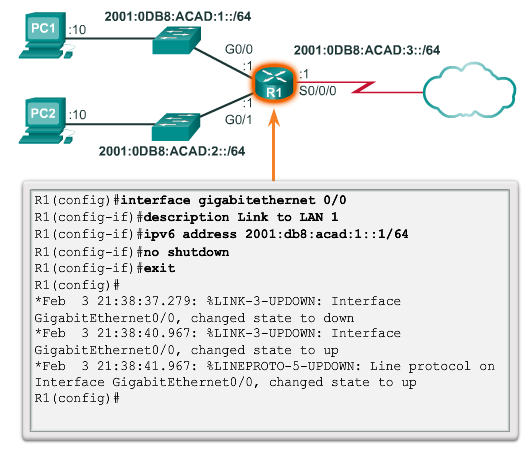 PC1
:10
2001:0DB8:ACAD:1::/64
G0/0
:1
2001:0DB8:ACAD:3::/64
:1
R1
S0/0/0
PC2
:10
:1
G0/1
2001:0DB8:ACAD:2::/64
R1(config)#interface gigabitethernet 0/0
R1(config-if)#description Link to LAN 1
R1(config-if)#ipv6 address 2001:db8:acad:1::1/64
R1(config-if)#no shutdown
R1(config-if)#exit
R1(config)#
*Feb  3 21:38:37.279: %LINK-3-UPDOWN: Interface
GigabitEthernet0/0, changed state to down
*Feb  3 21:38:40.967: %LINK-3-UPDOWN: Interface
GigabitEthernet0/0, changed state to up
*Feb  3 21:38:41.967: %LINEPROTO-5-UPDOWN: Line protocol on
Interface GigabitEthernet0/0, changed state to up
R1(config)#